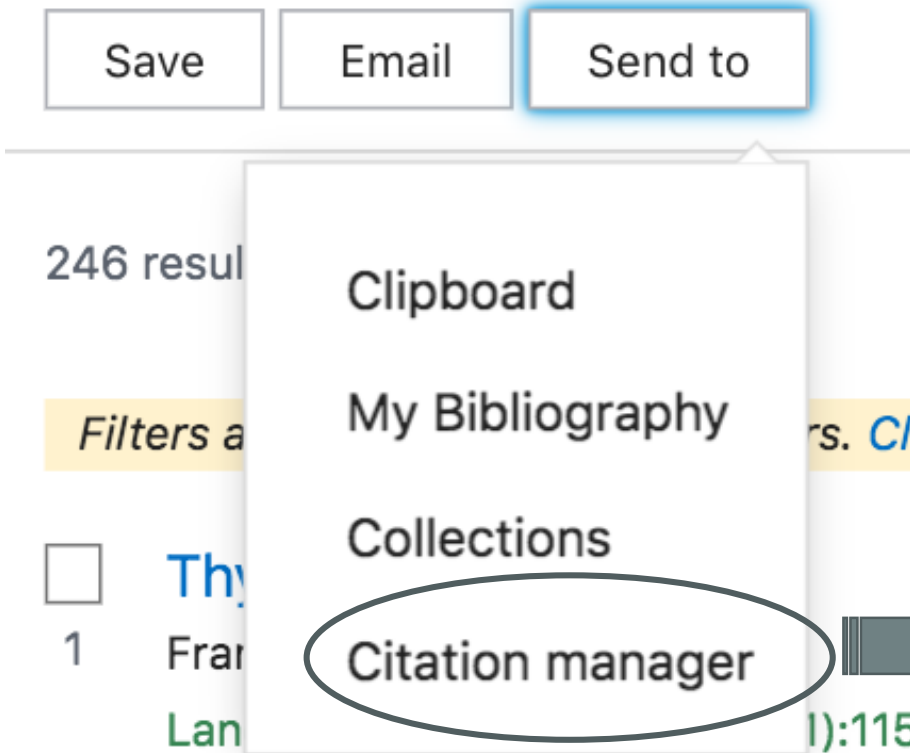 Save Email Send to
246 resul
Clipboard
Filters a My Bibliography rs. Cl
Collections
Thy
1 Fran Citation manager
Lan 1):115